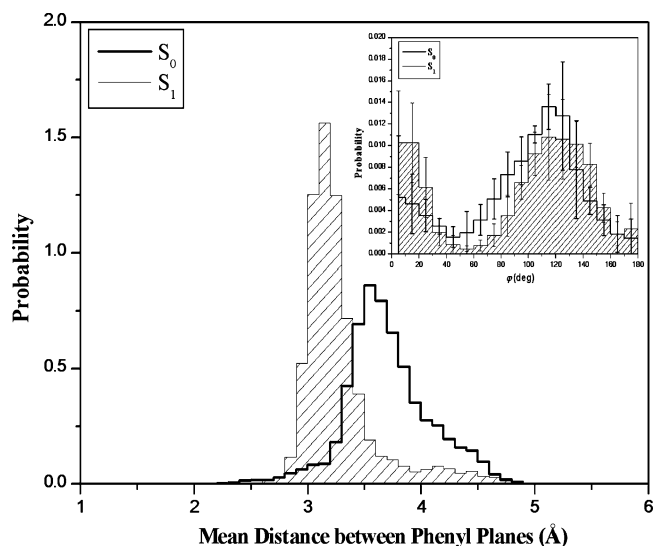 2.0
1.5
1.0
0.5
0.0
Probability
S0
S1
1 2 3 4 5 6
Mean Distance between Phenyl Planes (Å)
0.020
0.018
0.016
0.014
0.012
0.010
0.008
0.006
0.004
0.002
0.000
Probability
S0
S1
0 20 40 60 80 100 120 140 160 180
φ(deg)